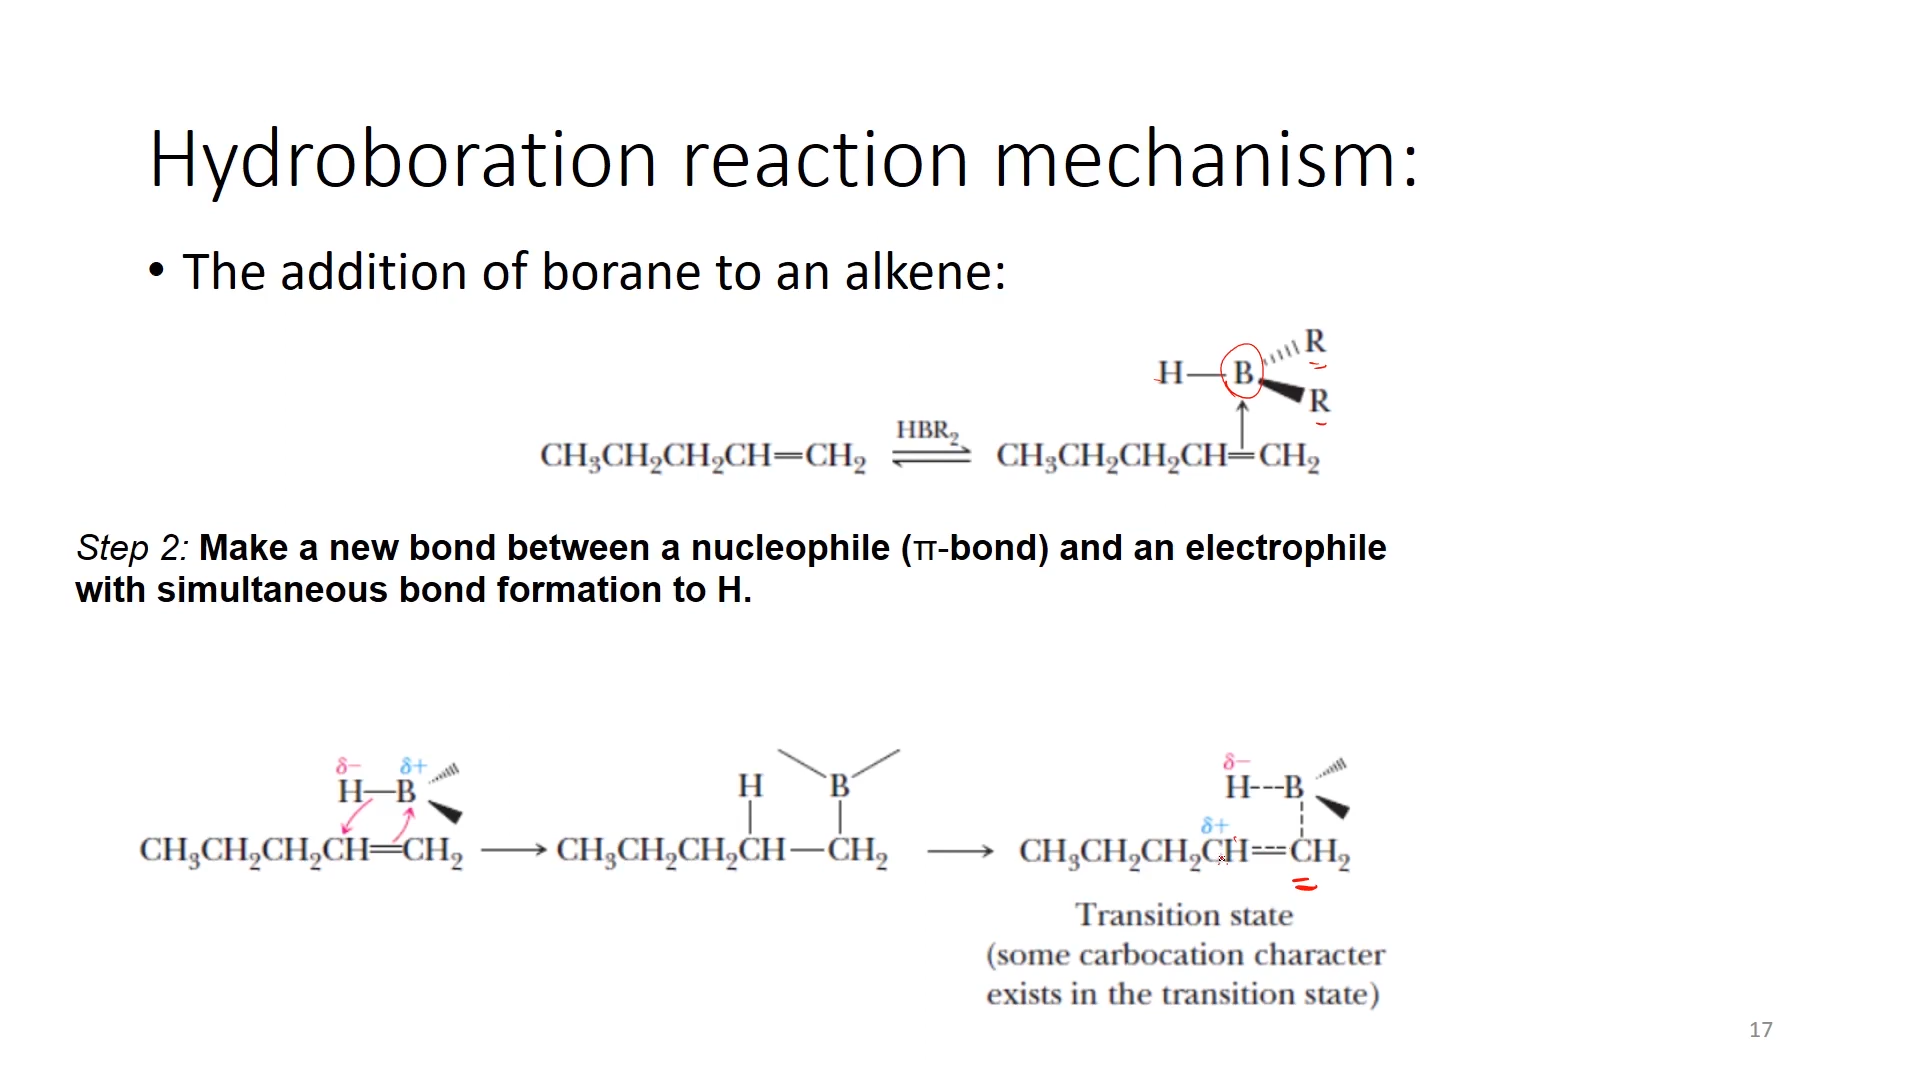 Hydroboration reaction mechanism:
• The addition of borane to an alkene:
H—B R
R
CH₃CH₂CH₂CH=CH₂ HBR₂ CH₃CH₂CH₂CH=CH₂
Step 2: Make a new bond between a nucleophile (π-bond) and an electrophile
with simultaneous bond formation to H.
δ− δ+ δ−
H—B H B H---B
δ+
CH₃CH₂CH₂CH=CH₂ ⟶ CH₃CH₂CH₂CH—CH₂ ⟶ CH₃CH₂CH₂CH=--CH₂
Transition state
(some carbocation character
exists in the transition state)
17